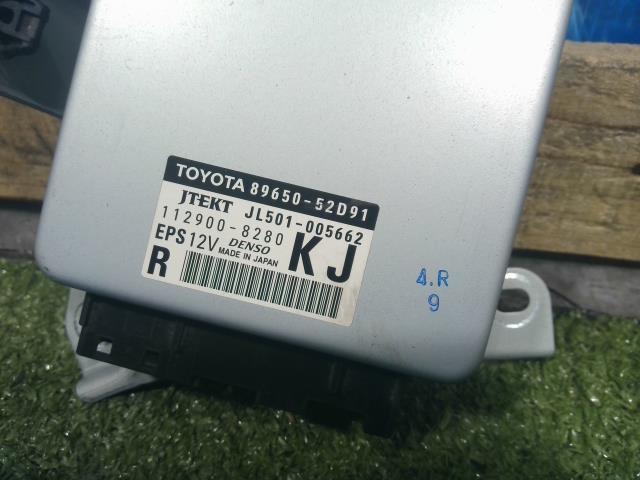 TOYOTA 89650-52D91
JTEKT JL501-005662
112900-8280
EPS 12V DENSO
MADE IN JAPAN
KJ
R
4.R
9